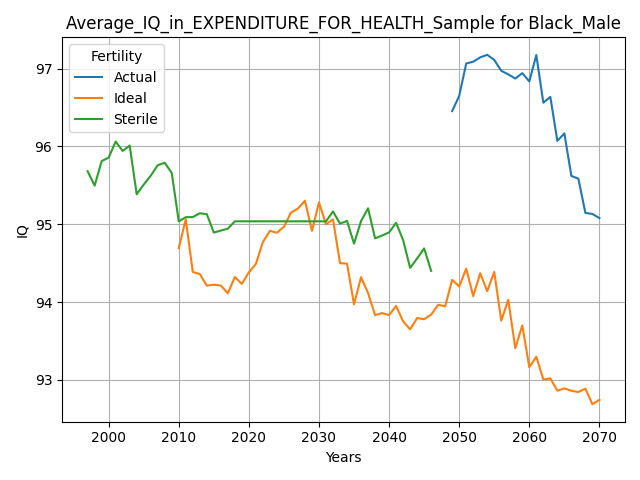 Average_IQ_in_EXPENDITURE_FOR_HEALTH_Sample for Black_Male
Fertility
Actual
Ideal
Sterile
97
96
95
94
93
IQ
2000 2010 2020 2030 2040 2050 2060 2070
Years